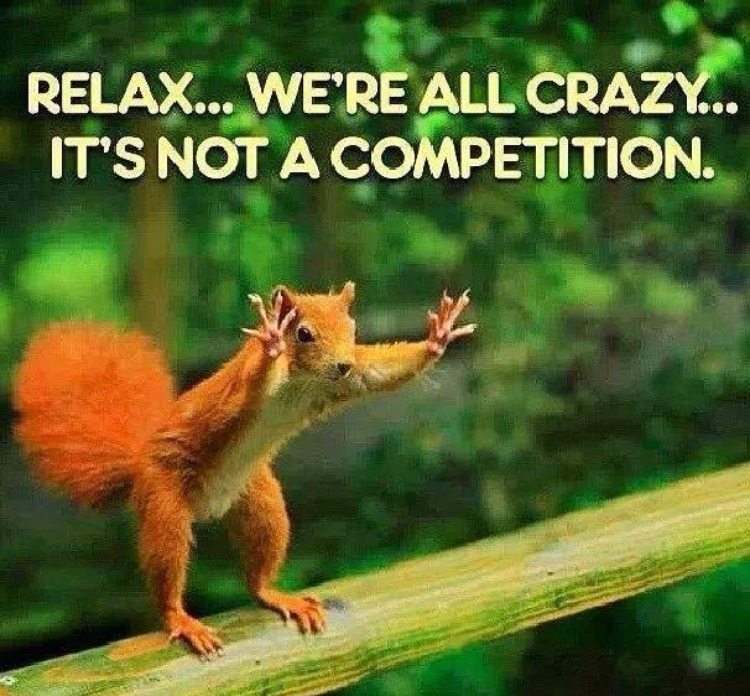 RELAX... WE'RE ALL CRAZY...
IT'S NOT A COMPETITION.